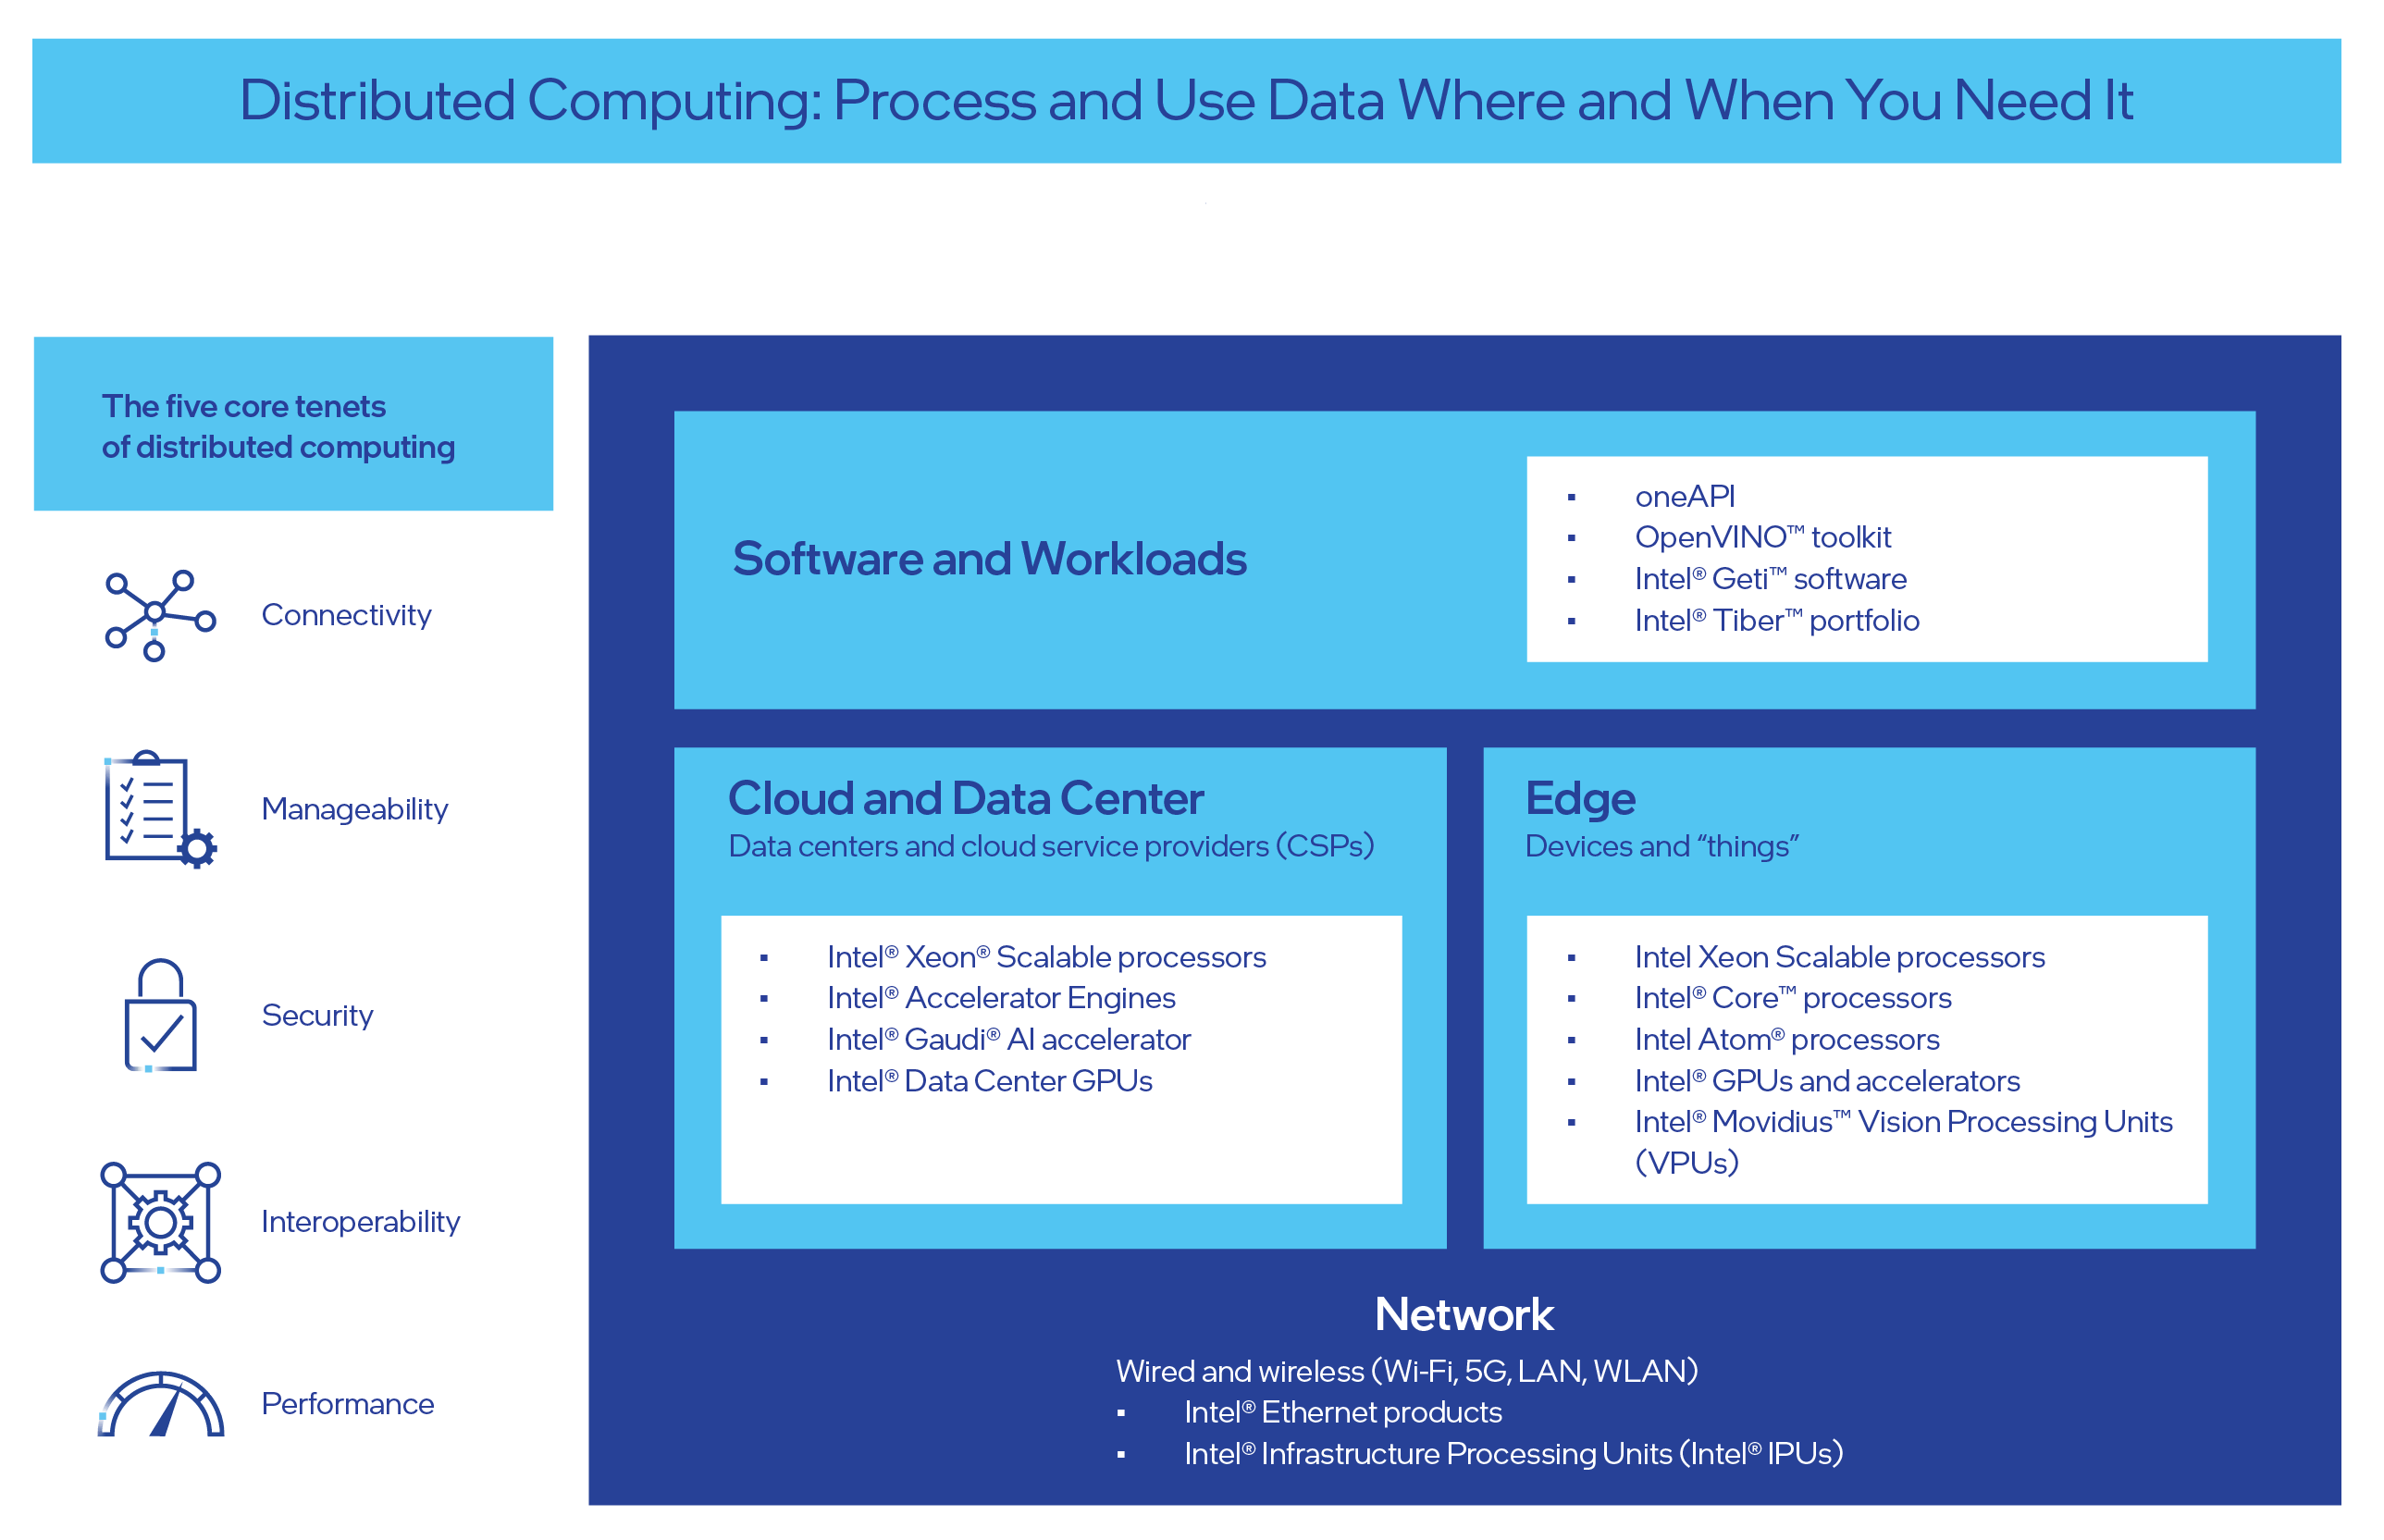 Distributed Computing: Process and Use Data Where and When You Need It
The five core tenets
of distributed computing
Connectivity
Manageability
Security
Interoperability
Performance
Software and Workloads
▪ oneAPI
▪ OpenVINO™ toolkit
▪ Intel® Geti™ software
▪ Intel® Tiber™ portfolio
Cloud and Data Center
Data centers and cloud service providers (CSPs)
▪ Intel® Xeon® Scalable processors
▪ Intel® Accelerator Engines
▪ Intel® Gaudi® AI accelerator
▪ Intel® Data Center GPUs
Edge
Devices and “things”
▪ Intel Xeon Scalable processors
▪ Intel® Core™ processors
▪ Intel Atom® processors
▪ Intel® GPUs and accelerators
▪ Intel® Movidius™ Vision Processing Units
(VPUs)
Network
Wired and wireless (Wi-Fi, 5G, LAN, WLAN)
▪ Intel® Ethernet products
▪ Intel® Infrastructure Processing Units (Intel® IPUs)